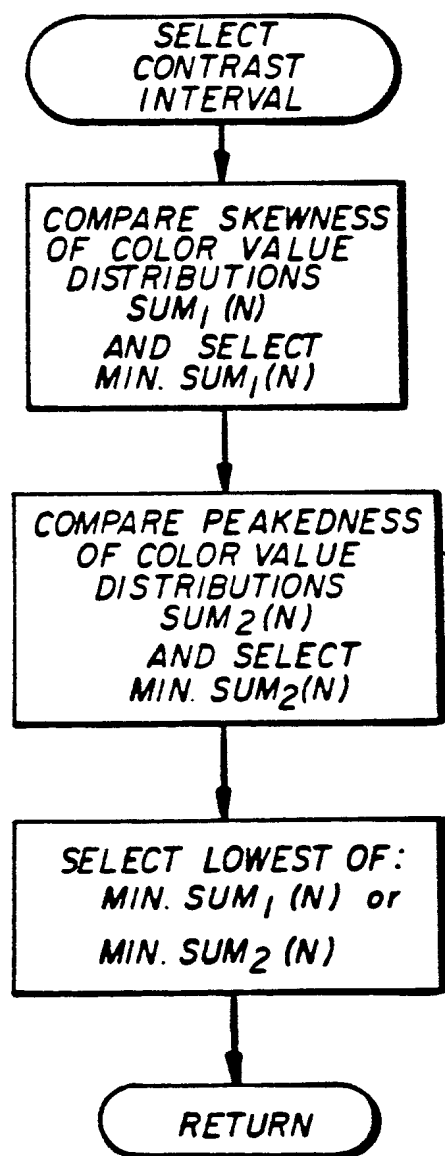 SELECT
CONTRAST
INTERVAL
COMPARE SKEWNESS
OF COLOR VALUE
DISTRIBUTIONS
SUM₁ (N)
AND SELECT
MIN. SUM₁(N)
COMPARE PEAKEDNESS
OF COLOR VALUE
DISTRIBUTIONS
SUM₂(N)
AND SELECT
MIN. SUM₂(N)
SELECT LOWEST OF:
MIN. SUM₁ (N) or
MIN. SUM₂ (N)
RETURN